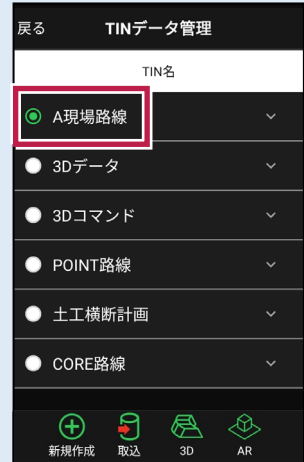 戻る TINデータ管理
TIN名
A現場路線
3Dデータ
3Dコマンド
POINT路線
土工横断計画
CORE路線
新規作成 取込 3D AR